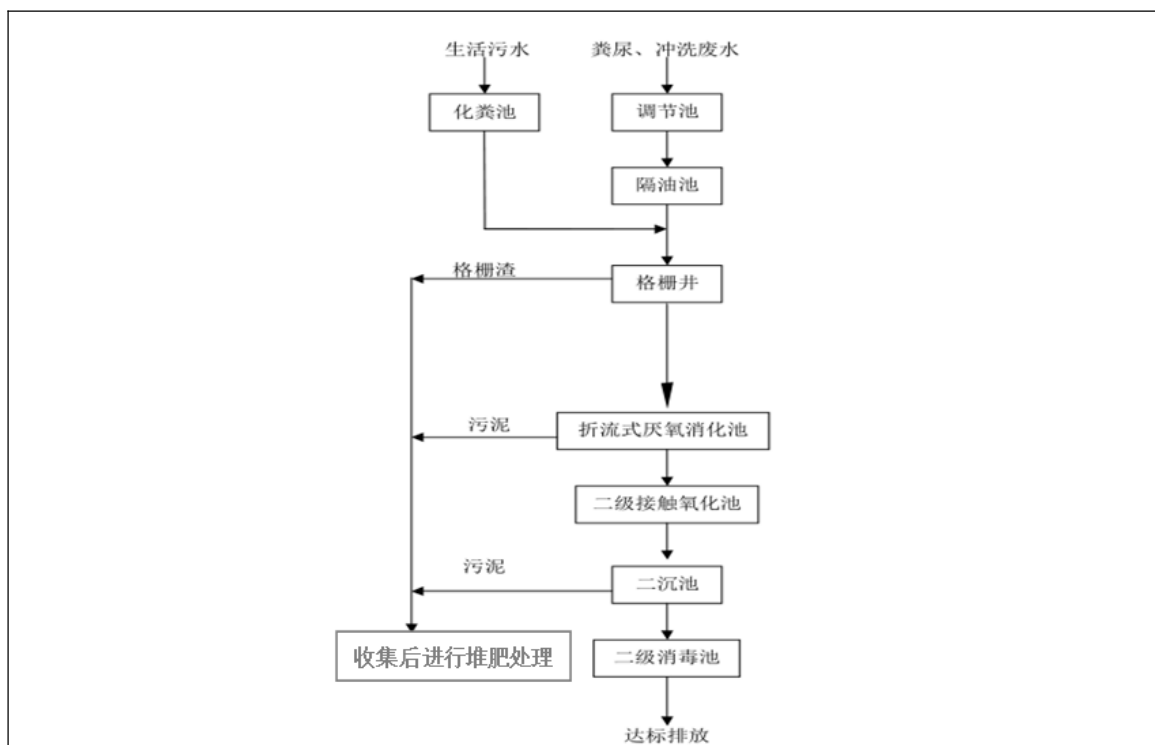 生活污水
粪尿、冲洗废水
化粪池
调节池
隔油池
格栅渣
格栅井
污泥
折流式厌氧消化池
二级接触氧化池
污泥
二沉池
收集后进行堆肥处理
二级消毒池
达标排放